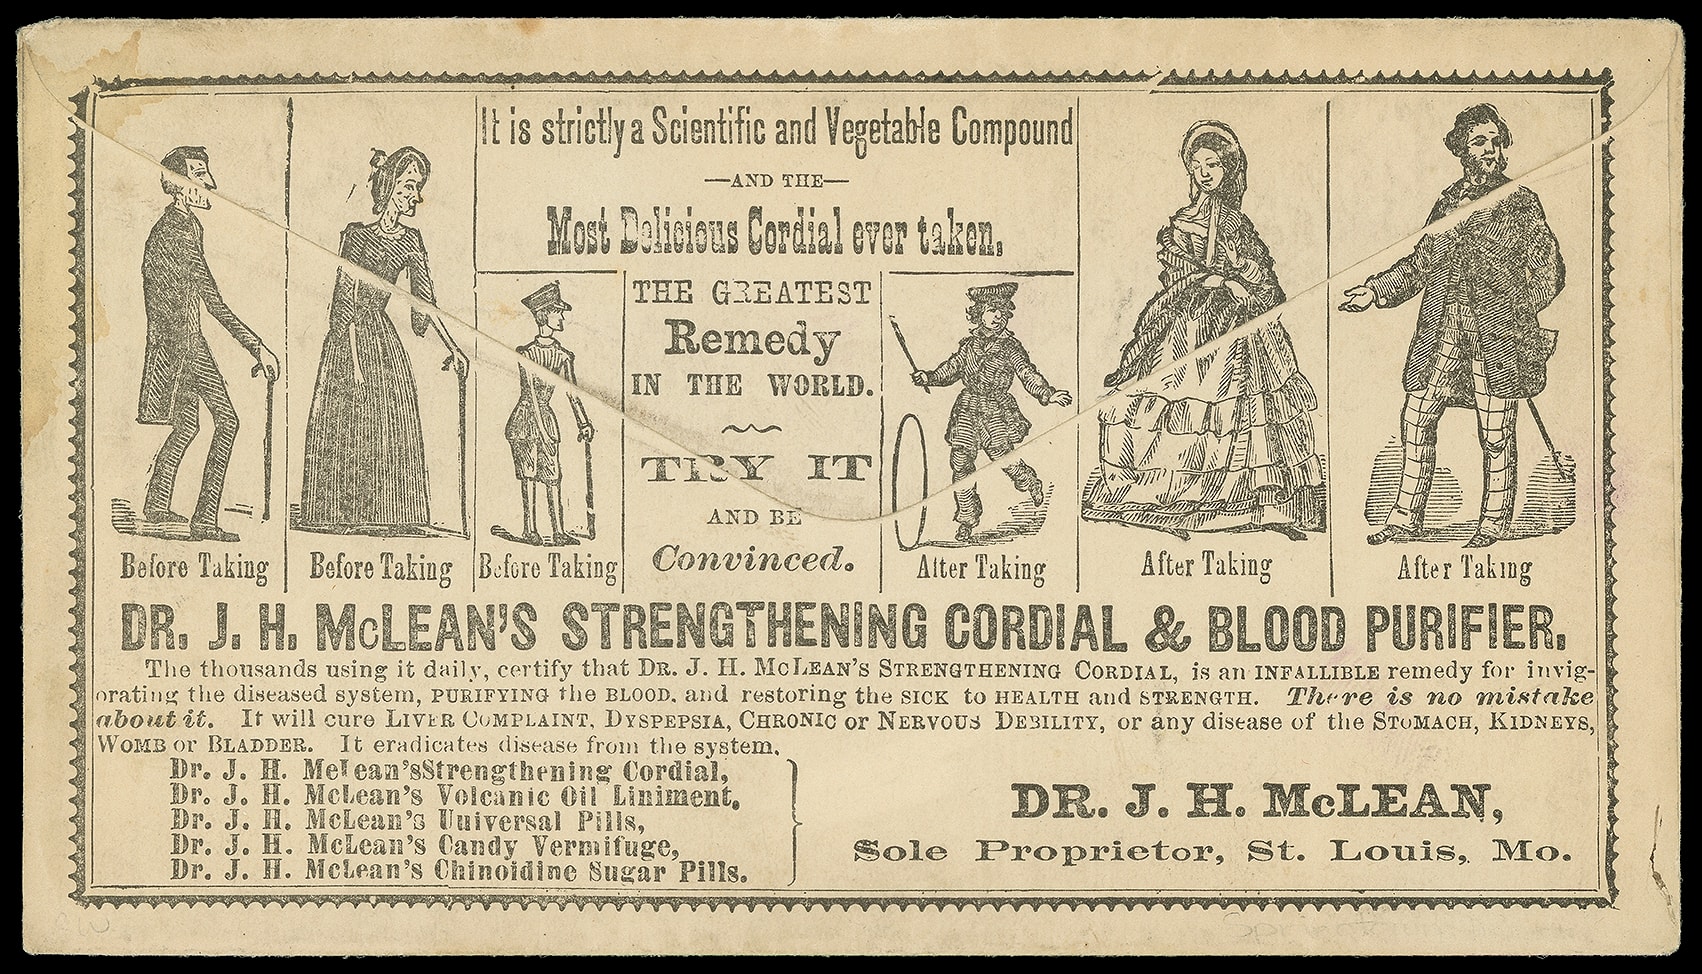 It is strictly a Scientific and Vegetable Compound
—AND THE—
Most Delicious Cordial ever taken,
THE GREATEST
Remedy
IN THE WORLD.
TRY IT
AND BE
Convinced.
Before Taking
Before Taking
Before Taking
After Taking
After Taking
After Taking
DR. J. H. McLEAN'S STRENGTHENING CORDIAL & BLOOD PURIFIER,
The thousands using it daily, certify that DR. J. H. MCLEAN'S STRENGTHENING CORDIAL, is an INFALLIBLE remedy for invig-
orating the diseased system, PURIFYING the BLOOD, and restoring the SICK to HEALTH and STRENGTH. There is no mistake
about it. It will cure LIVER COMPLAINT, DYSPEPSIA, CHRONIC or NERVOUS DEBILITY, or any disease of the STOMACH, KIDNEYS,
WOMB or BLADDER. It eradicates disease from the system.
Dr. J. H. McLean'sStrengthening Cordial,
Dr. J. H. McLean's Volcanic Oil Liniment,
Dr. J. H. McLean's Universal Pills,
Dr. J. H. McLean's Candy Vermifuge,
Dr. J. H. McLean's Chinoidine Sugar Pills.
DR. J. H. McLEAN,
Sole Proprietor, St. Louis, Mo.